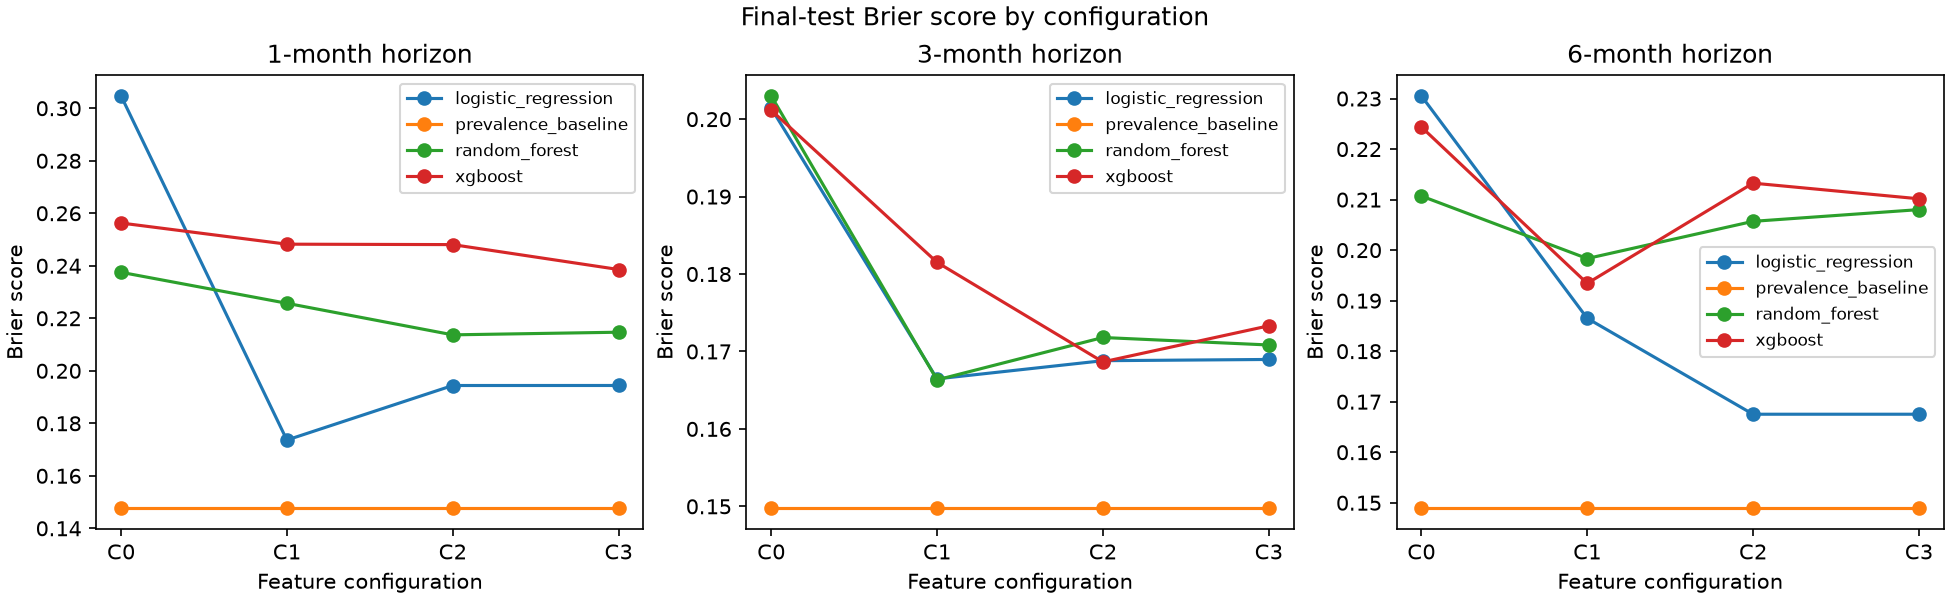 Final-test Brier score by configuration
1-month horizon
Brier score
0.30
0.28
0.26
0.24
0.22
0.20
0.18
0.16
0.14
logistic_regression
prevalence_baseline
random_forest
xgboost
C0 C1 C2 C3
Feature configuration
3-month horizon
Brier score
0.20
0.19
0.18
0.17
0.16
0.15
logistic_regression
prevalence_baseline
random_forest
xgboost
C0 C1 C2 C3
Feature configuration
6-month horizon
Brier score
0.23
0.22
0.21
0.20
0.19
0.18
0.17
0.16
0.15
logistic_regression
prevalence_baseline
random_forest
xgboost
C0 C1 C2 C3
Feature configuration